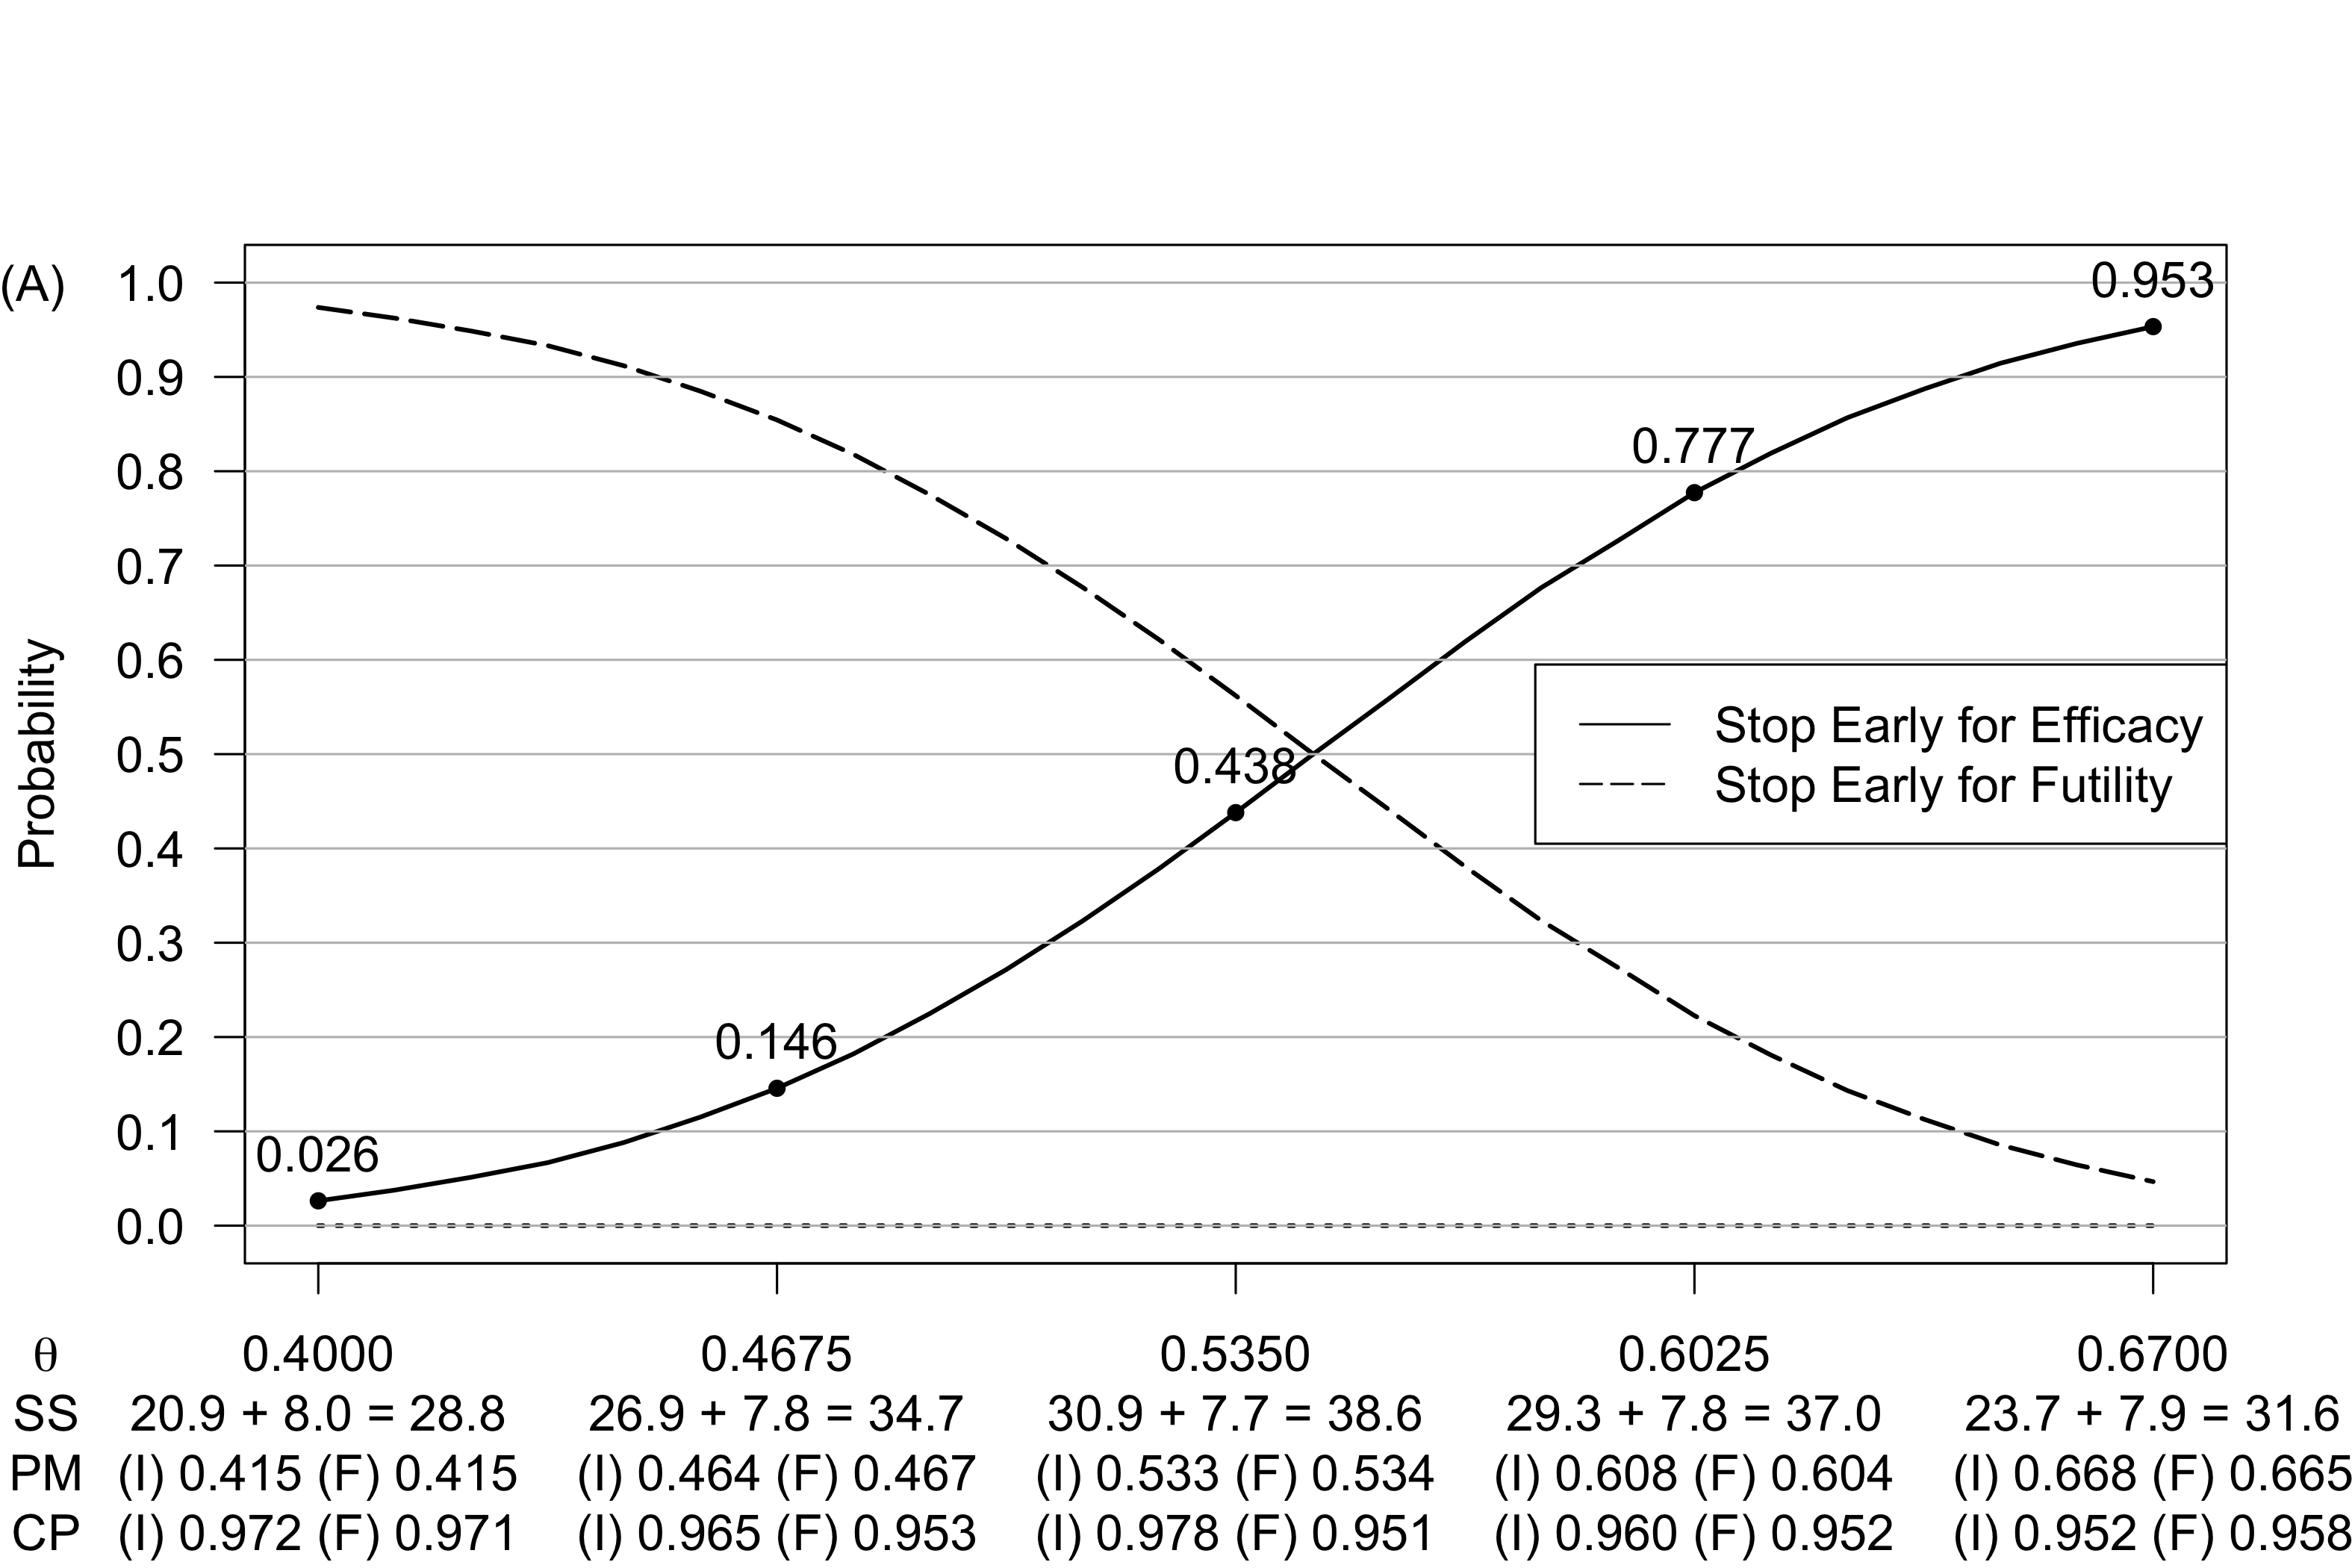 (A)
Probability
1.0
0.9
0.8
0.7
0.6
0.5
0.4
0.3
0.2
0.1
0.0
0.953
0.777
0.438
0.146
0.026
Stop Early for Efficacy
Stop Early for Futility
θ 0.4000 0.4675 0.5350 0.6025 0.6700
SS 20.9 + 8.0 = 28.8 26.9 + 7.8 = 34.7 30.9 + 7.7 = 38.6 29.3 + 7.8 = 37.0 23.7 + 7.9 = 31.6
PM (I) 0.415 (F) 0.415 (I) 0.464 (F) 0.467 (I) 0.533 (F) 0.534 (I) 0.608 (F) 0.604 (I) 0.668 (F) 0.665
CP (I) 0.972 (F) 0.971 (I) 0.965 (F) 0.953 (I) 0.978 (F) 0.951 (I) 0.960 (F) 0.952 (I) 0.952 (F) 0.958